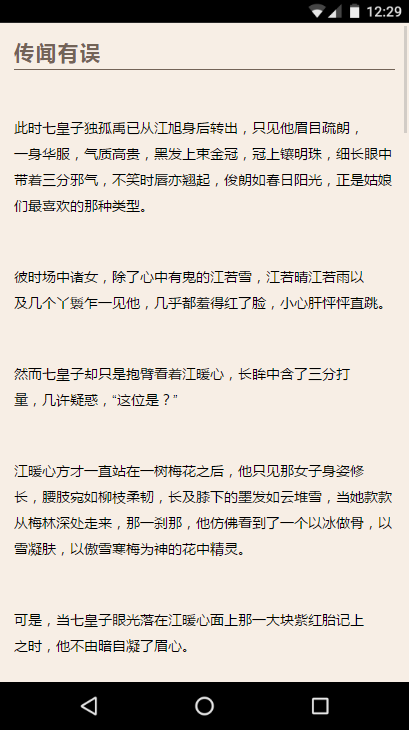 12:29
传闻有误
此时七皇子独孤禹已从江旭身后转出，只见他眉目疏朗，
一身华服，气质高贵，黑发上束金冠，冠上镶明珠，细长眼中
带着三分邪气，不笑时唇亦翘起，俊朗如春日阳光，正是姑娘
们最喜欢的那种类型。
彼时场中诸女，除了心中有鬼的江若雪，江若晴江若雨以
及几个丫鬟乍一见他，几乎都羞得红了脸，小心肝怦怦直跳。
然而七皇子却只是抱臂看着江暖心，长眸中含了三分打
量，几许疑惑，“这位是？”
江暖心方才一直站在一树梅花之后，他只见那女子身姿修
长，腰肢宛如柳枝柔韧，长及膝下的墨发如云堆雪，当她款款
从梅林深处走来，那一刹那，他仿佛看到了一个以冰做骨，以
雪凝肤，以傲雪寒梅为神的花中精灵。
可是，当七皇子眼光落在江暖心面上那一大块紫红胎记上
之时，他不由暗自凝了眉心。